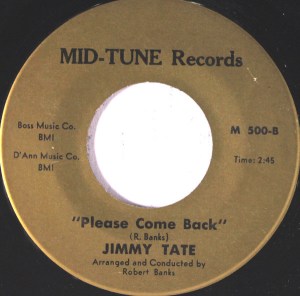 MID-TUNE Records
Boss Music Co.
BMI
M 500-B
D'Ann Music Co.
BMI
Time: 2:45
"Please Come Back"
(R. Banks)
JIMMY TATE
Arranged and Conducted by
Robert Banks